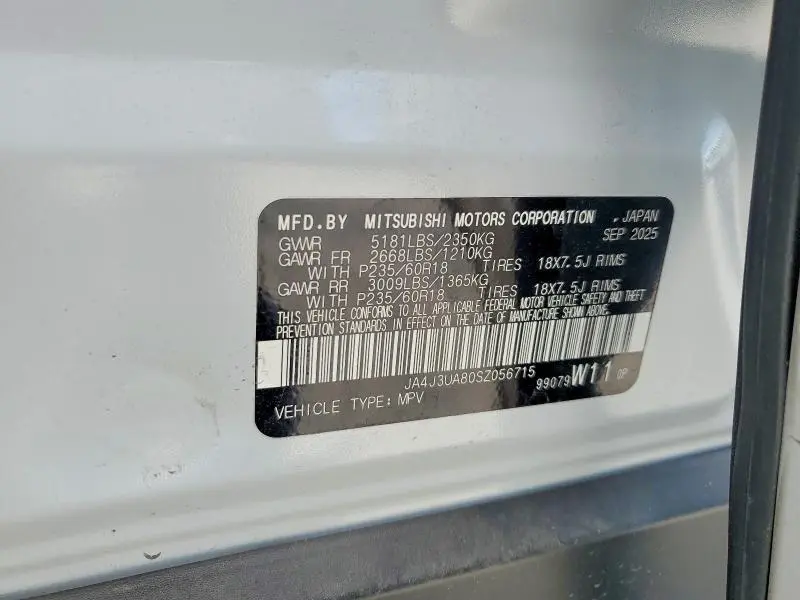 MFD.BY MITSUBISHI MOTORS CORPORATION , JAPAN
SEP 2025
GVWR 5181LBS/2350KG
GAWR FR 2668LBS/1210KG
WITH P235/60R18 TIRES 18X7.5J RIMS
GAWR RR 3009LBS/1365KG
WITH P235/60R18 TIRES 18X7.5J RIMS
THIS VEHICLE CONFORMS TO ALL APPLICABLE FEDERAL MOTOR VEHICLE SAFETY AND THEFT
PREVENTION STANDARDS IN EFFECT ON THE DATE OF MANUFACTURE SHOWN ABOVE.
JA4J3UA80SZ056715
99079 W11 0P
VEHICLE TYPE: MPV